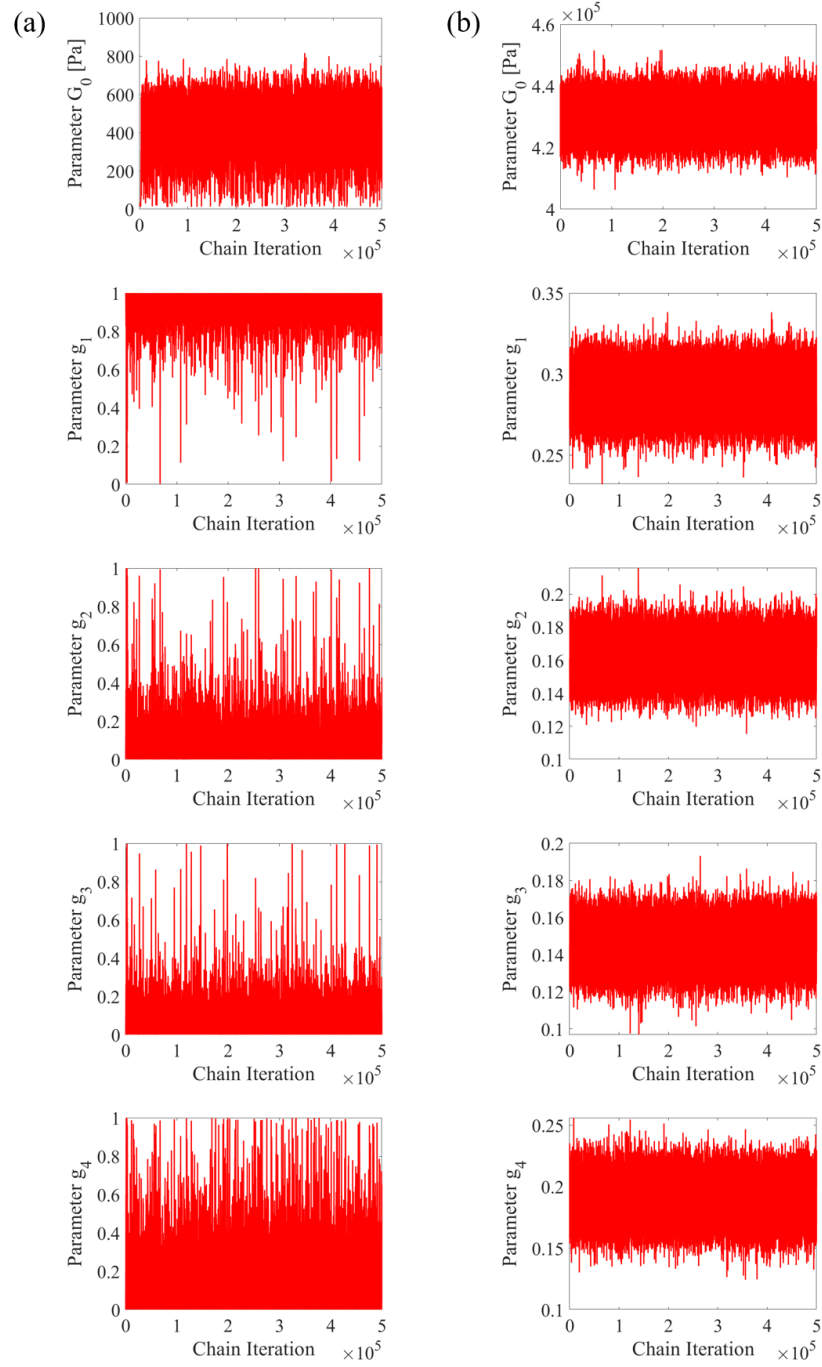 (a)
1000
800
600
400
200
0
Parameter G0 [Pa]
0 1 2 3 4 5
Chain Iteration ×10^5
(b)
×10^5
4.6
4.4
4.2
4
Parameter G0 [Pa]
0 1 2 3 4 5
Chain Iteration ×10^5
1
0.8
0.6
0.4
0.2
0
Parameter g1
0 1 2 3 4 5
Chain Iteration ×10^5
0.35
0.3
0.25
Parameter g1
0 1 2 3 4 5
Chain Iteration ×10^5
1
0.8
0.6
0.4
0.2
0
Parameter g2
0 1 2 3 4 5
Chain Iteration ×10^5
0.2
0.18
0.16
0.14
0.12
0.1
Parameter g2
0 1 2 3 4 5
Chain Iteration ×10^5
1
0.8
0.6
0.4
0.2
0
Parameter g3
0 1 2 3 4 5
Chain Iteration ×10^5
0.2
0.18
0.16
0.14
0.12
0.1
Parameter g3
0 1 2 3 4 5
Chain Iteration ×10^5
1
0.8
0.6
0.4
0.2
0
Parameter g4
0 1 2 3 4 5
Chain Iteration ×10^5
0.25
0.2
0.15
0.1
Parameter g4
0 1 2 3 4 5
Chain Iteration ×10^5